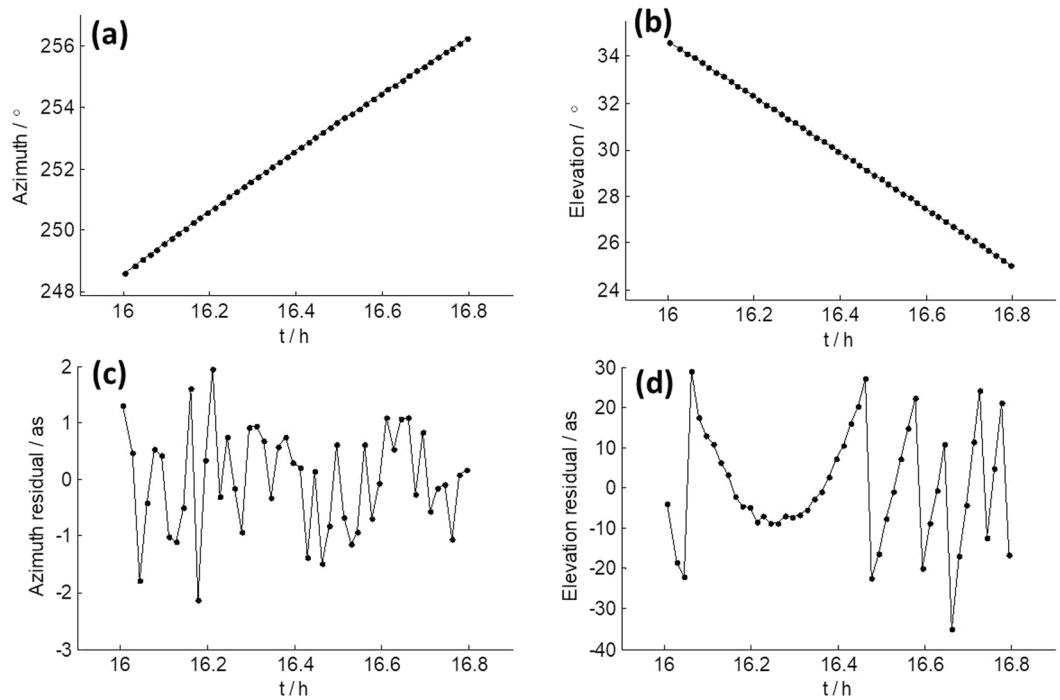 (a)
256
254
252
250
248
Azimuth / °
16 16.2 16.4 16.6 16.8
t / h
(b)
34
32
30
28
26
24
Elevation / °
16 16.2 16.4 16.6 16.8
t / h
(c)
2
1
0
-1
-2
-3
Azimuth residual / as
16 16.2 16.4 16.6 16.8
t / h
(d)
30
20
10
0
-10
-20
-30
-40
Elevation residual / as
16 16.2 16.4 16.6 16.8
t / h